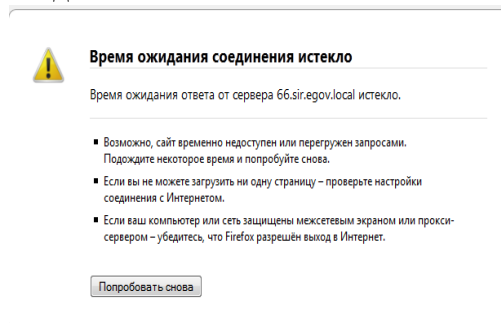 Время ожидания соединения истекло
Время ожидания ответа от сервера 66.sir.egov.local истекло.
Возможно, сайт временно недоступен или перегружен запросами.
Подождите некоторое время и попробуйте снова.
Если вы не можете загрузить ни одну страницу – проверьте настройки
соединения с Интернетом.
Если ваш компьютер или сеть защищены межсетевым экраном или прокси-
сервером – убедитесь, что Firefox разрешён выход в Интернет.
Попробовать снова